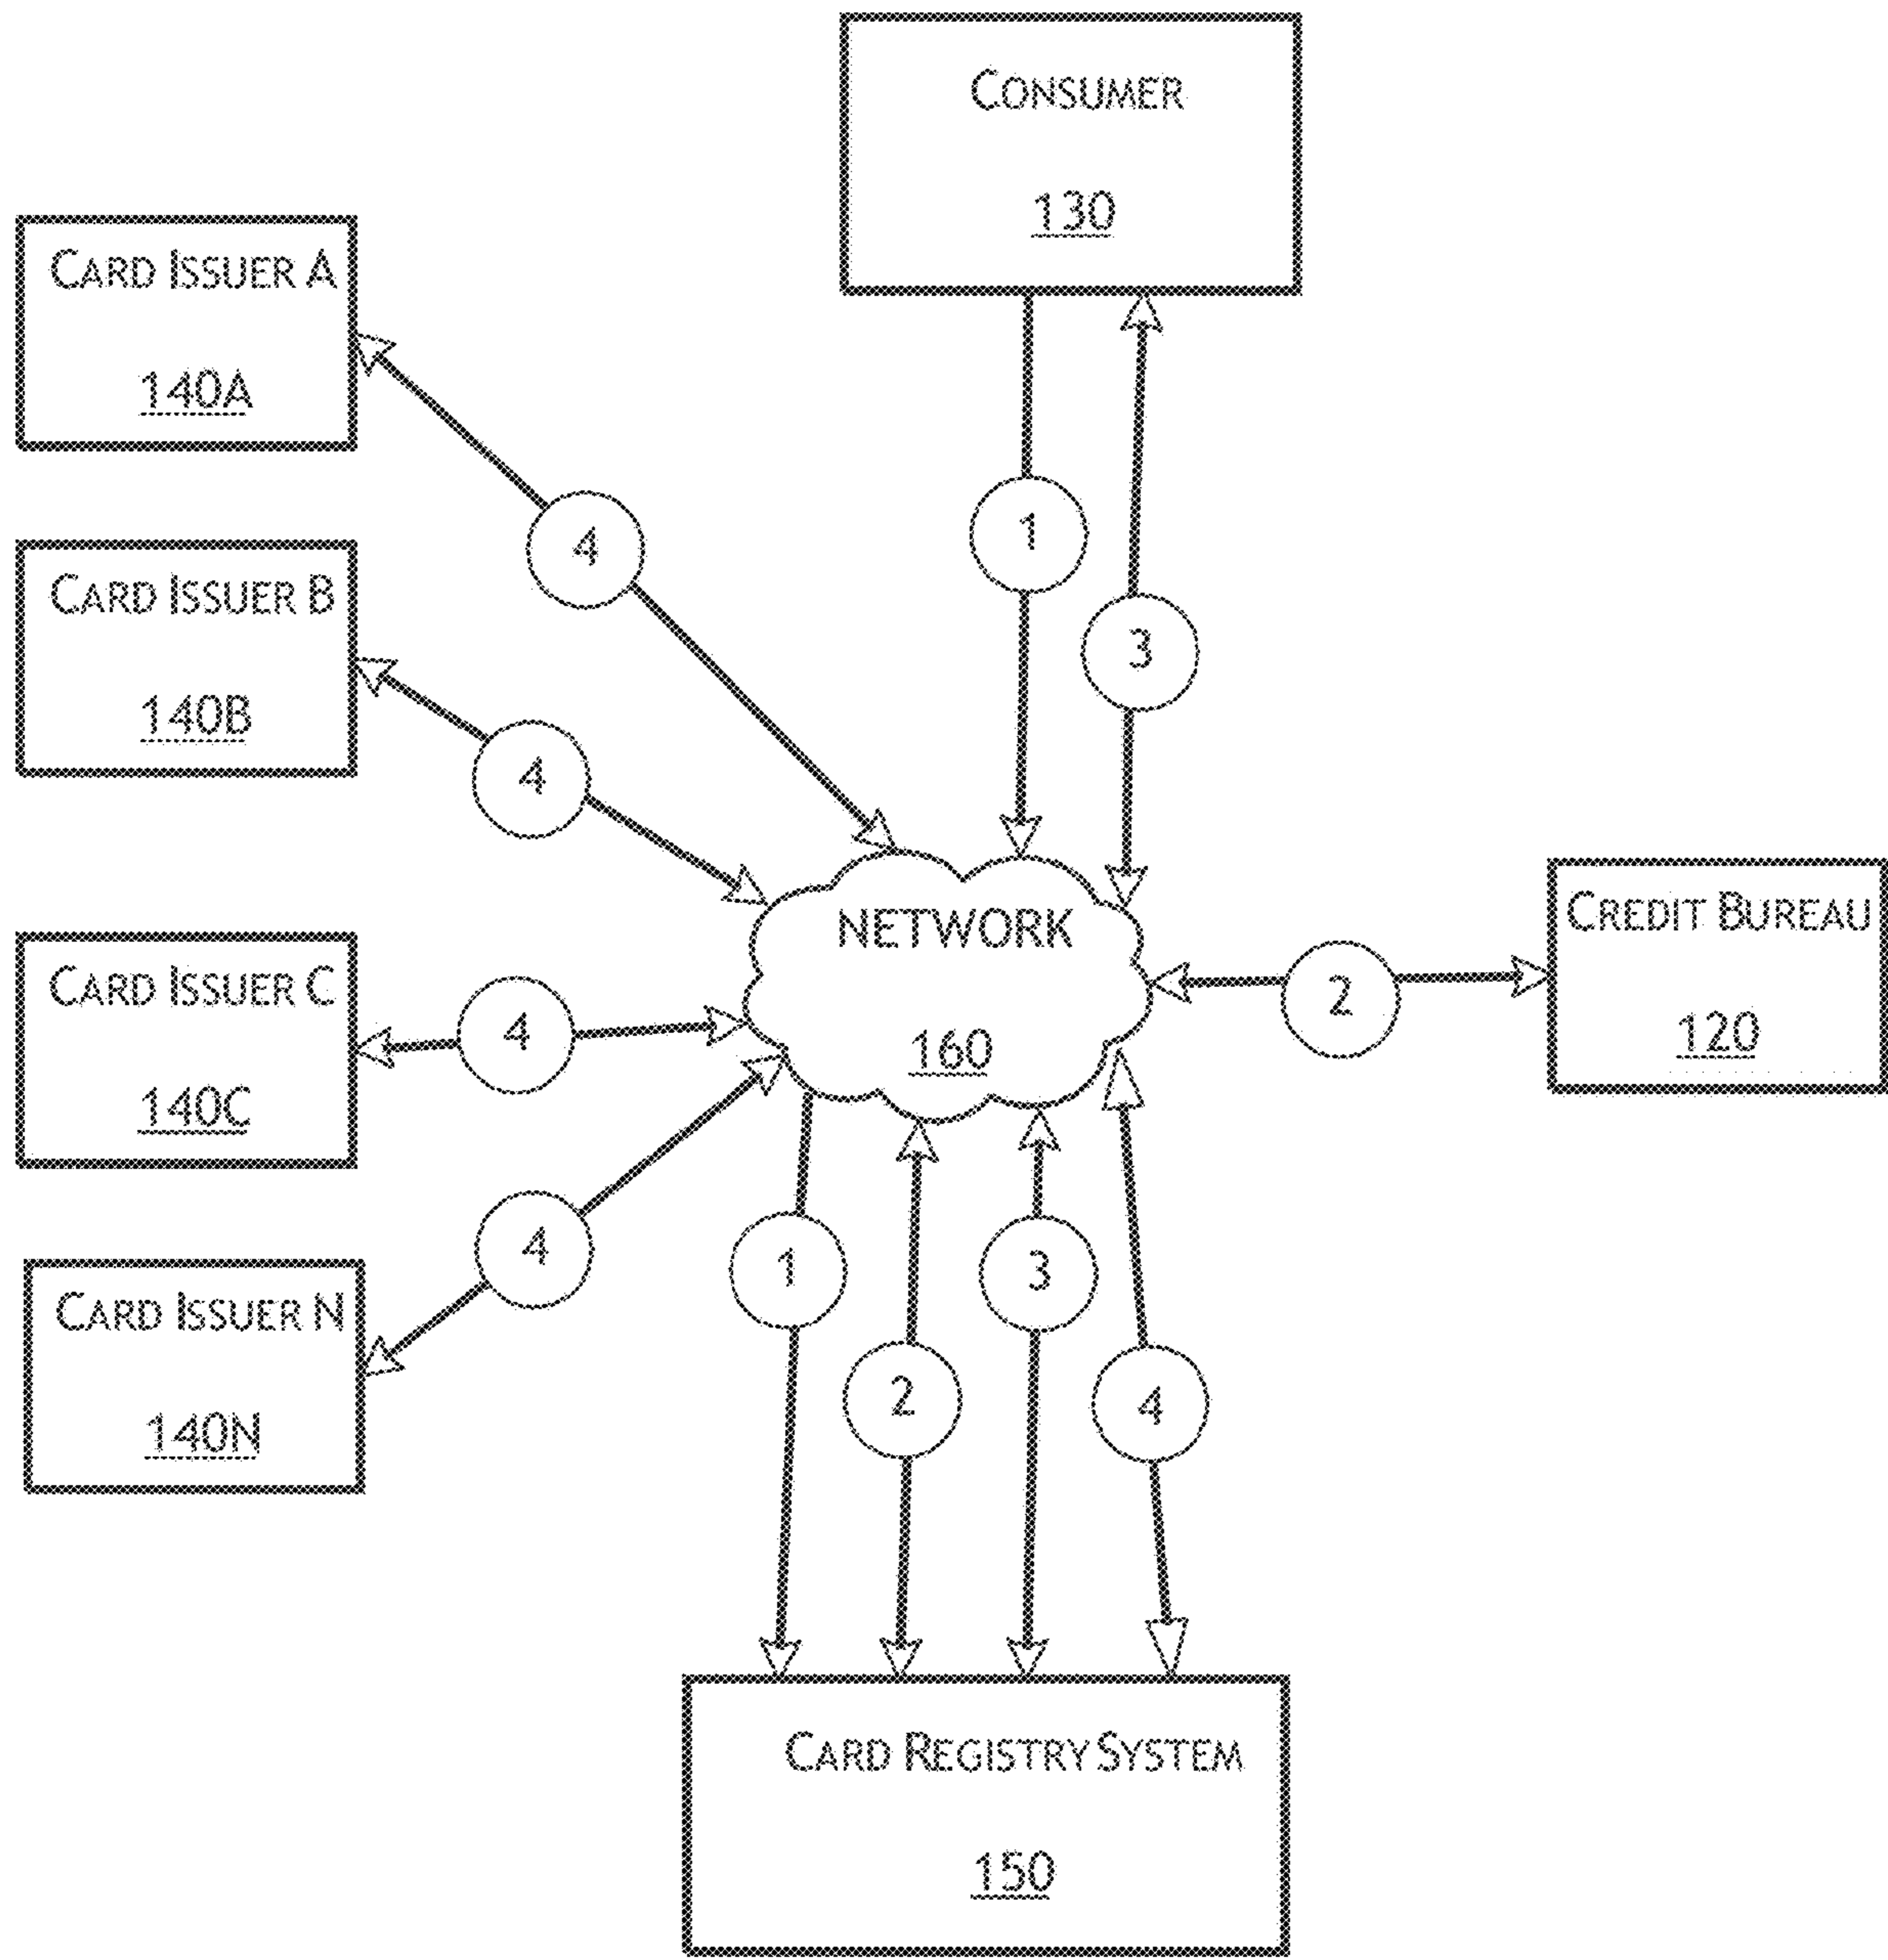 CONSUMER
130
CARD ISSUER A
140A
4
1
CARD ISSUER B
140B
3
4
NETWORK
160
CREDIT BUREAU
120
2
CARD ISSUER C
140C
4
4
CARD ISSUER N
140N
1
2
3
4
CARD REGISTRY SYSTEM
150